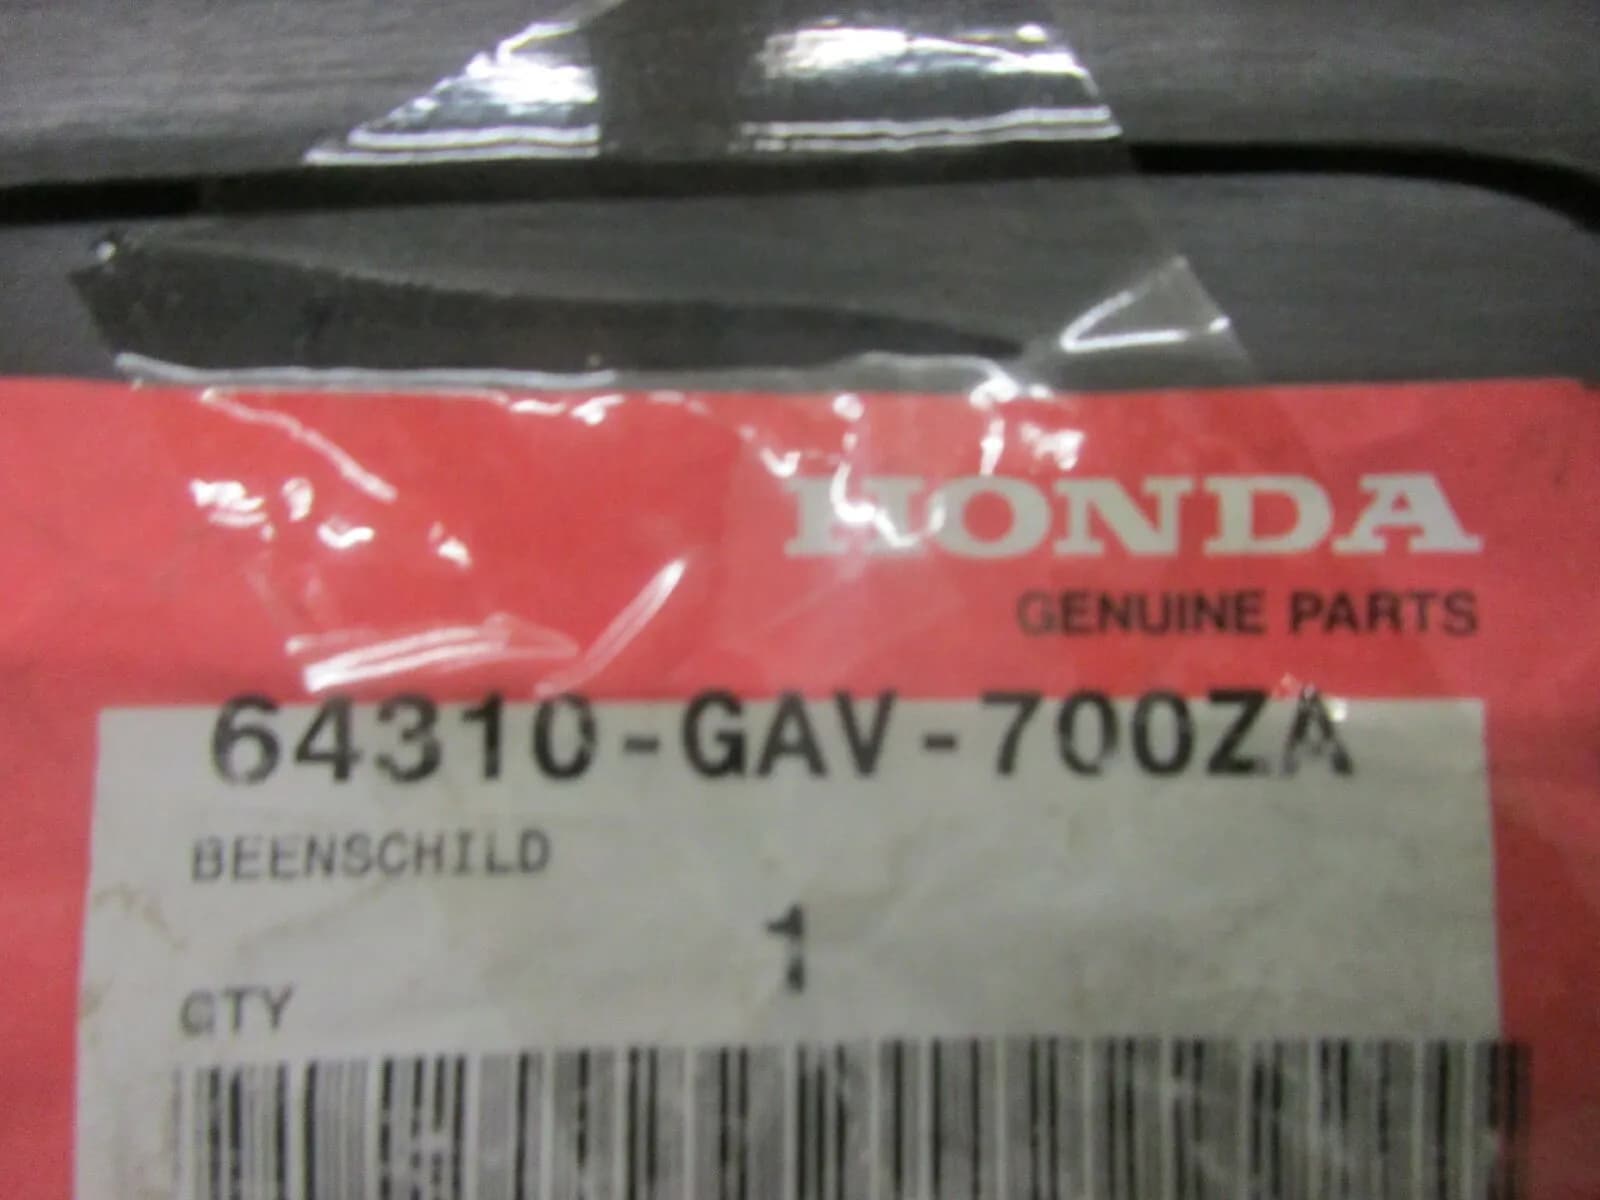 HONDA
GENUINE PARTS
64310-GAV-700ZA
BEENSCHILD
1
QTY